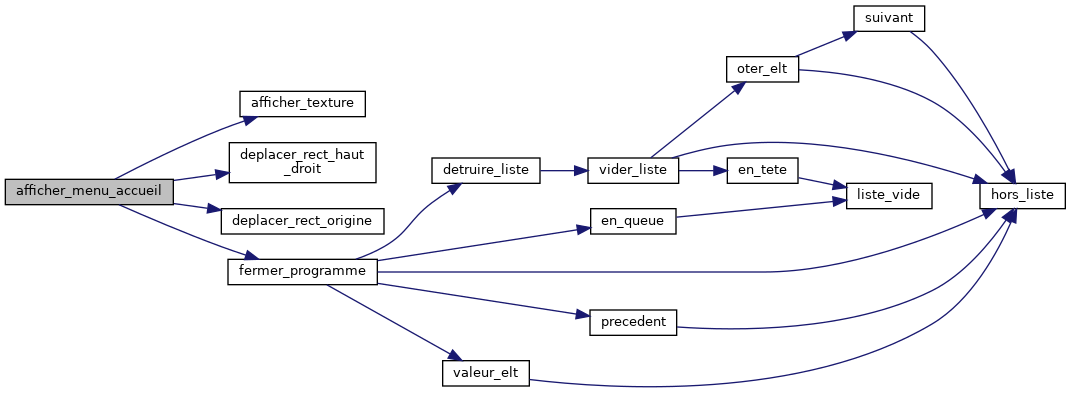 suivant
oter_elt
afficher_texture
deplacer_rect_haut
_droit
detruire_liste
vider_liste
en_tete
afficher_menu_accueil
liste_vide
hors_liste
deplacer_rect_origine
en_queue
fermer_programme
precedent
valeur_elt